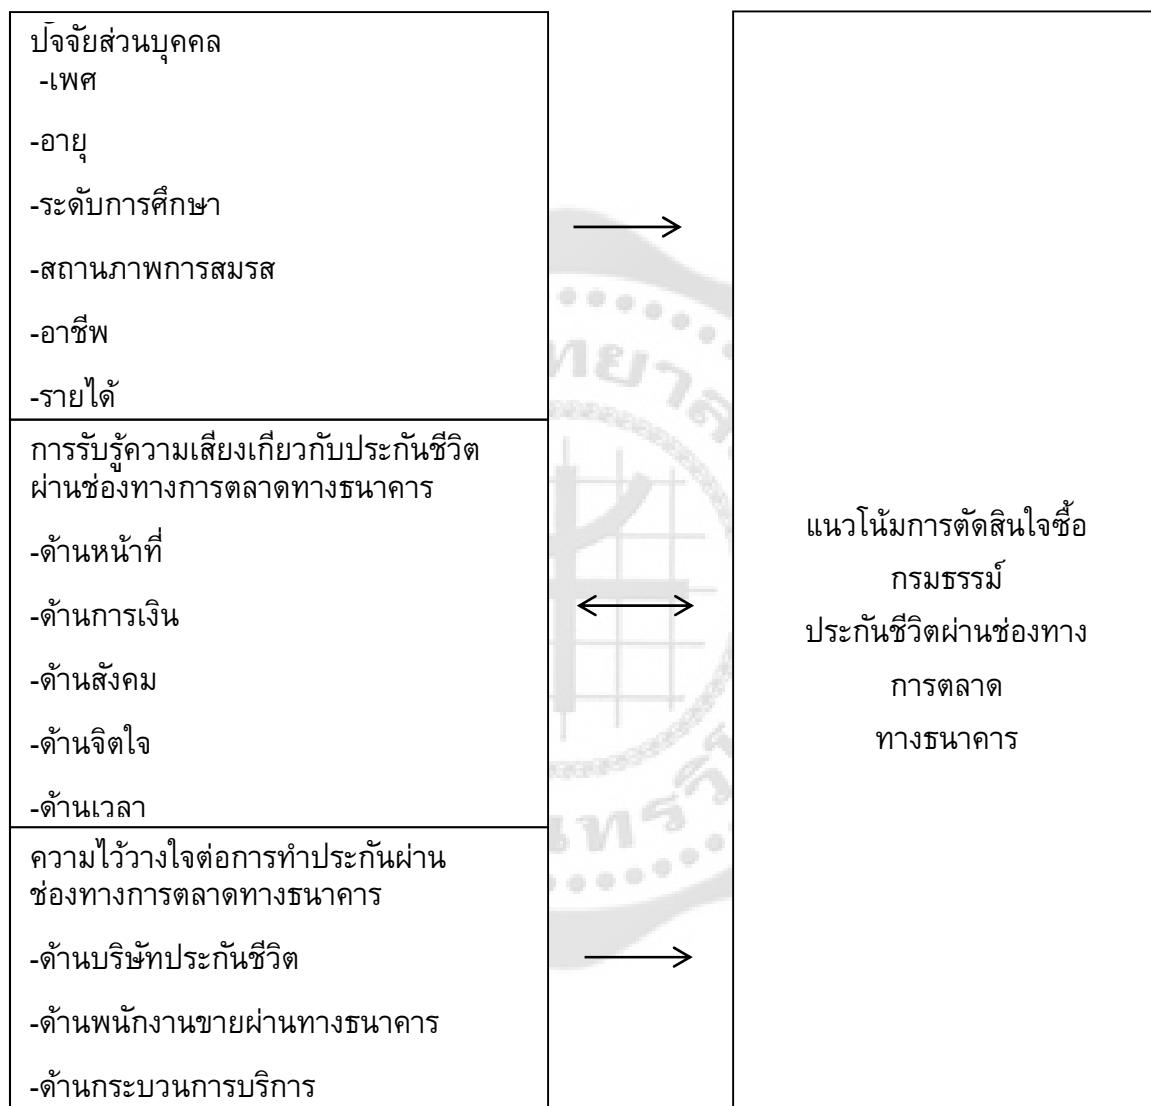 ปัจจัยส่วนบุคคล
-เพศ
-อายุ
-ระดับการศึกษา
-สถานภาพการสมรส
-อาชีพ
-รายได้
การรับรู้ความเสี่ยงเกี่ยวกับประกันชีวิต
ผ่านช่องทางการตลาดทางธนาคาร
-ด้านหน้าที่
-ด้านการเงิน
-ด้านสังคม
-ด้านจิตใจ
-ด้านเวลา
ความไว้วางใจต่อการทำประกันผ่าน
ช่องทางการตลาดทางธนาคาร
-ด้านบริษัทประกันชีวิต
-ด้านพนักงานขายผ่านทางธนาคาร
-ด้านกระบวนการบริการ
แนวโน้มการตัดสินใจซื้อ
กรมธรรม์
ประกันชีวิตผ่านช่องทาง
การตลาด
ทางธนาคาร